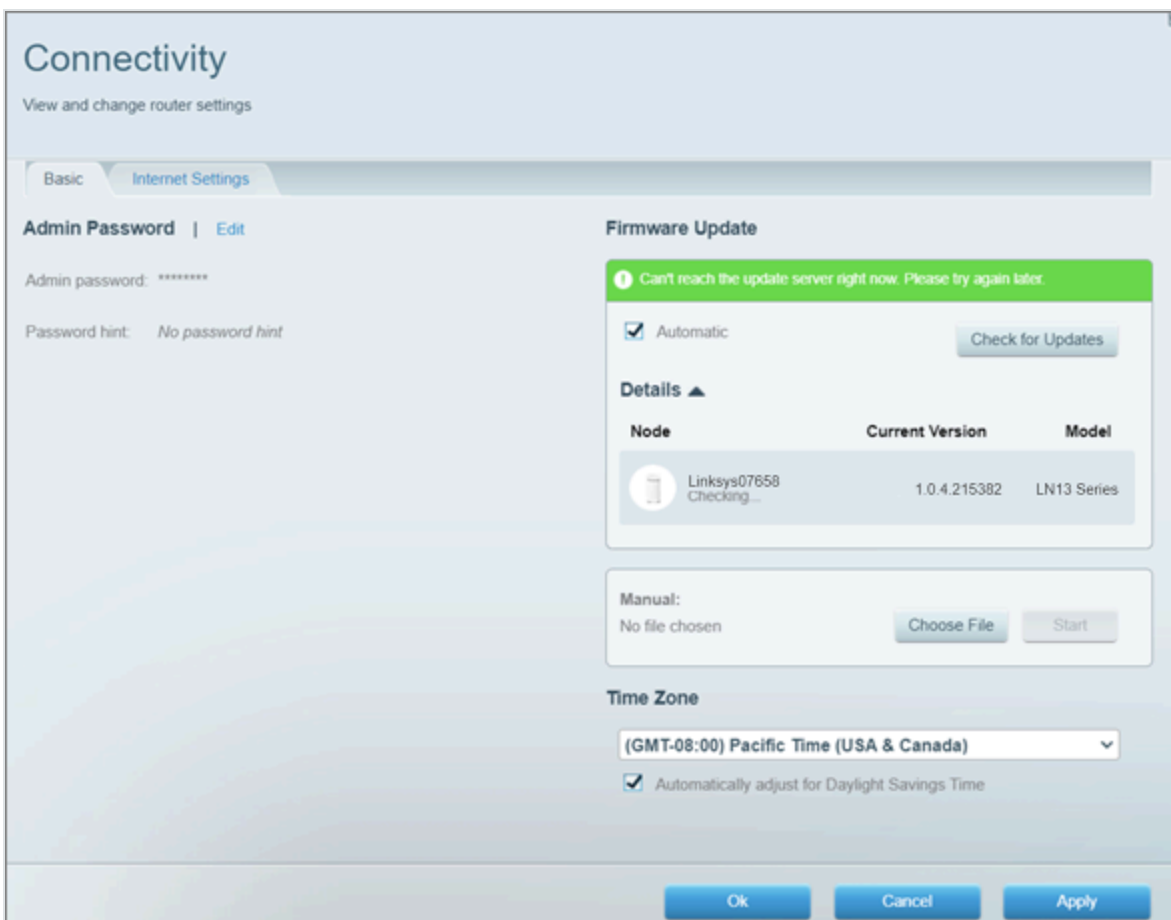 Connectivity
View and change router settings
Basic
Internet Settings
Admin Password | Edit
Admin password: ********
Password hint: No password hint
Firmware Update
Can't reach the update server right now. Please try again later.
Automatic
Check for Updates
Details
Node Current Version Model
Linksys07658
Checking...
1.0.4.215382
LN13 Series
Manual:
No file chosen
Choose File
Start
Time Zone
(GMT-08:00) Pacific Time (USA & Canada)
Automatically adjust for Daylight Savings Time
Ok
Cancel
Apply